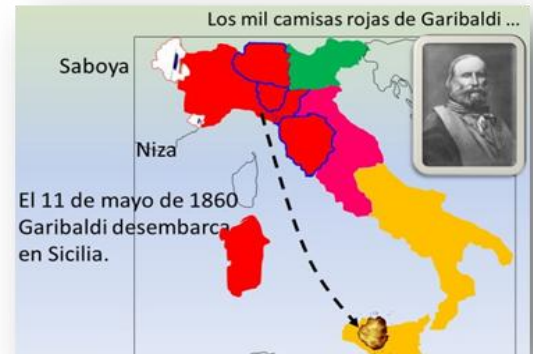 Los mil camisas rojas de Garibaldi ...
Saboya
Niza
El 11 de mayo de 1860
Garibaldi desembarca
en Sicilia.